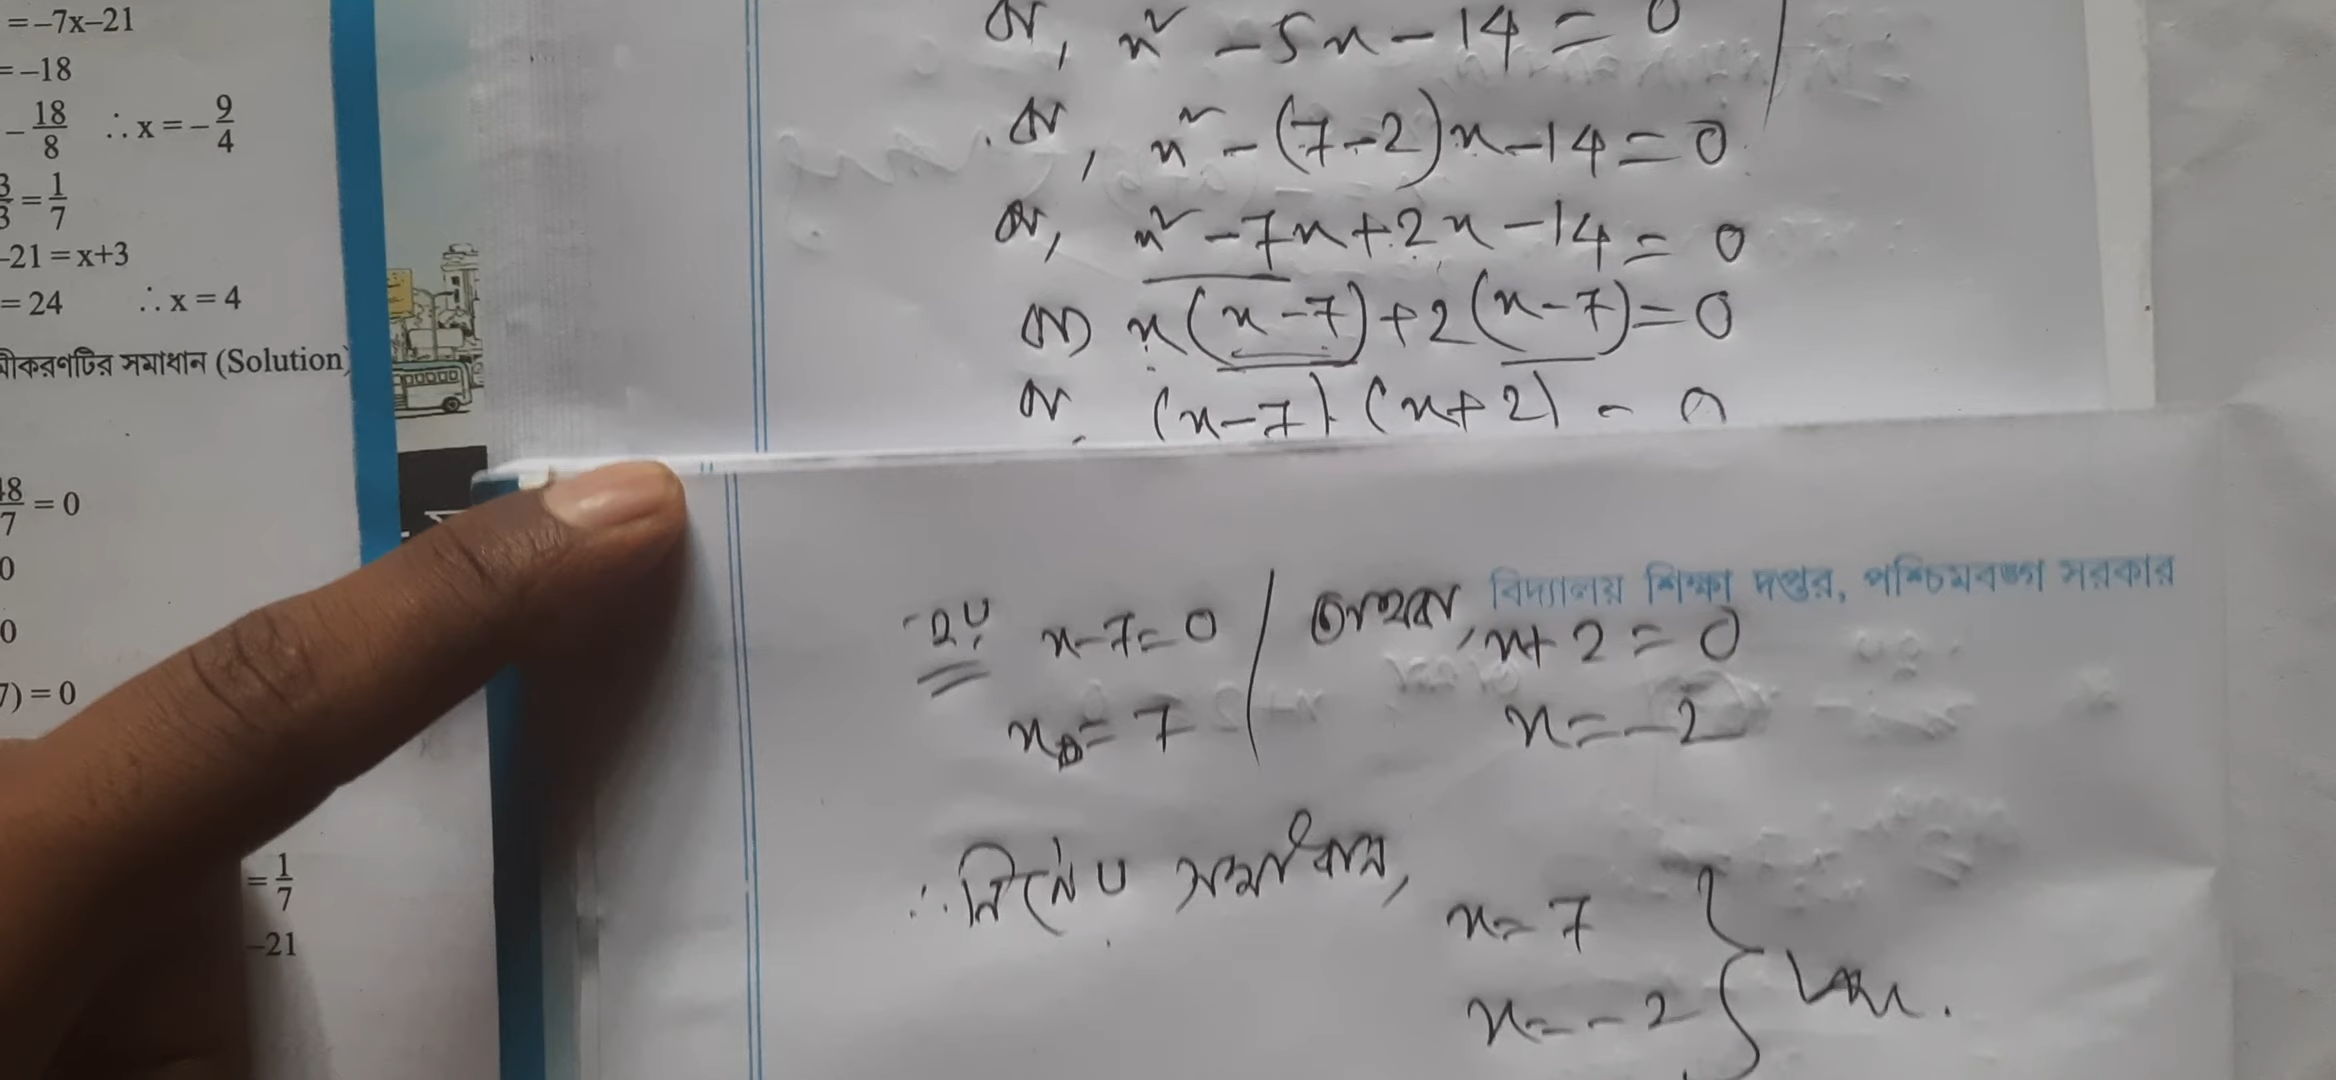 =–7x–21
=–18
–18/8 ∴x=–9/4
3/3=1/7
–21=x+3
=24 ∴x=4
সমাধান (Solution)
48/7=0
0
0
7)=0
=1/7
–21
বা, x² – 5x – 14 = 0
বা, x² – (7–2)x – 14 = 0
বা, x² – 7x + 2x – 14 = 0
বা x(x–7)+2(x–7)=0
বা, (x–7) (x+2) = 0
বিদ্যালয় শিক্ষা দপ্তর, পশ্চিমবঙ্গ সরকার
হয় x–7=0 / অথবা, x+2=0
x = 7 x=–2
∴ নির্ণেয় সমাধান,
x=7
x=–2